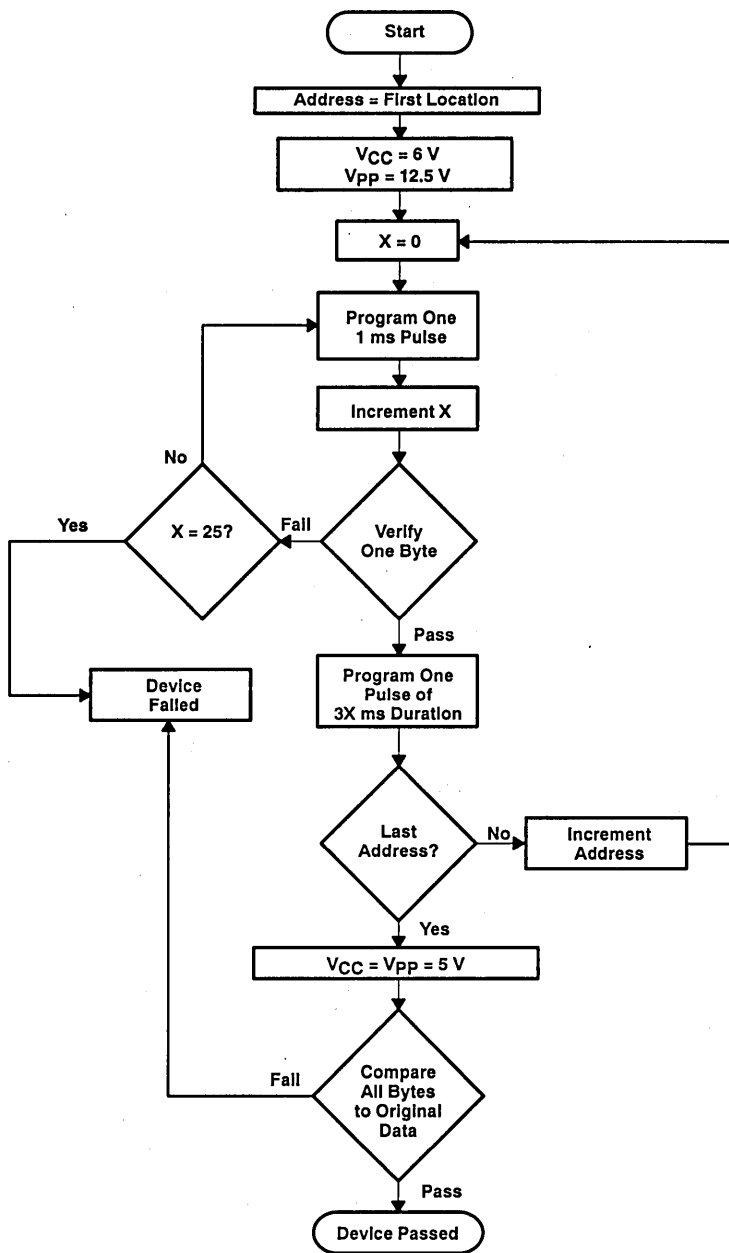 Start
Address = First Location
VCC = 6 V
VPP = 12.5 V
X = 0
Program One
1 ms Pulse
Increment X
No
Yes
X = 25?
Fail
Verify
One Byte
Pass
Device
Failed
Program One
Pulse of
3X ms Duration
Last
Address?
No
Increment
Address
Yes
VCC = VPP = 5 V
Fail
Compare
All Bytes
to Original
Data
Pass
Device Passed